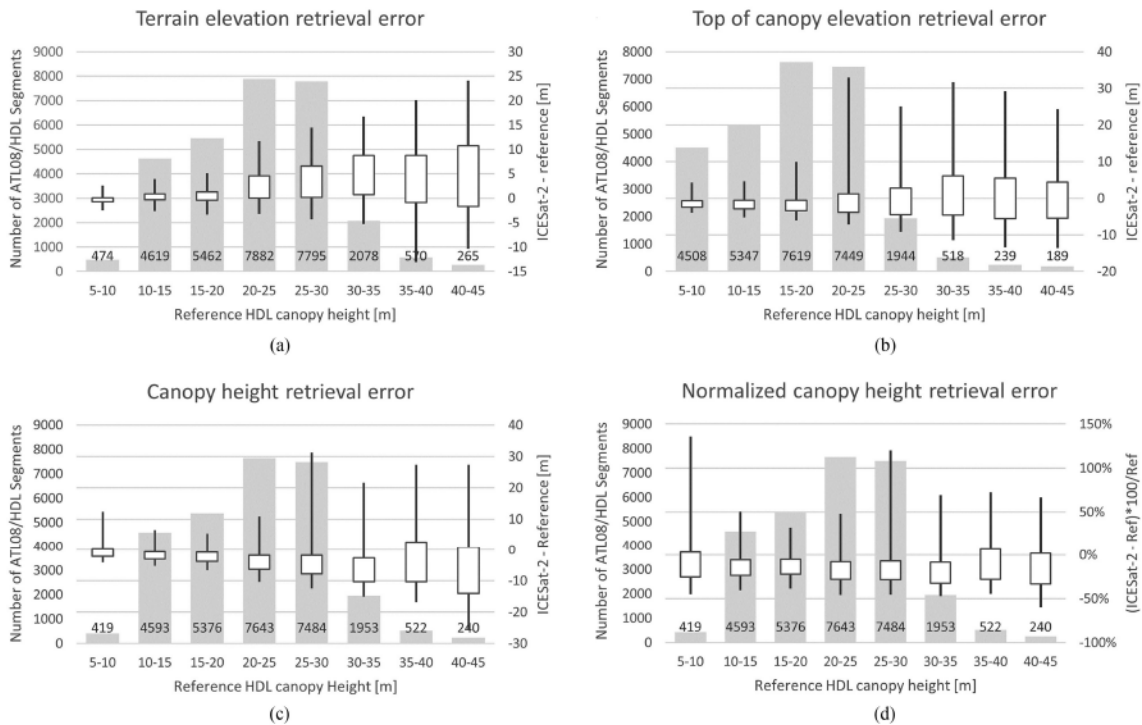 Terrain elevation retrieval error
Number of ATL08/HDL Segments
9000
8000
7000
6000
5000
4000
3000
2000
1000
0
30
25
20
15
10
5
0
-5
-10
-15
ICESat-2 - reference [m]
474 4619 5462 7882 7795 2078 570 265
5-10 10-15 15-20 20-25 25-30 30-35 35-40 40-45
Reference HDL canopy height [m]
(a)
Top of canopy elevation retrieval error
Number of ATL08/HDL Segments
8000
7000
6000
5000
4000
3000
2000
1000
0
40
30
20
10
0
-10
-20
ICESat-2 - reference [m]
4508 5347 7619 7449 1944 518 239 189
5-10 10-15 15-20 20-25 25-30 30-35 35-40 40-45
Reference HDL canopy height [m]
(b)
Canopy height retrieval error
Number of ATL08/HDL Segments
9000
8000
7000
6000
5000
4000
3000
2000
1000
0
40
30
20
10
0
-10
-20
-30
ICESat-2 - Reference [m]
419 4593 5376 7643 7484 1953 522 240
5-10 10-15 15-20 20-25 25-30 30-35 35-40 40-45
Reference HDL canopy Height [m]
(c)
Normalized canopy height retrieval error
Number of ATL08/HDL Segments
9000
8000
7000
6000
5000
4000
3000
2000
1000
0
150%
100%
50%
0%
-50%
-100%
(ICESat-2 - Ref)*100/Ref
419 4593 5376 7643 7484 1953 522 240
5-10 10-15 15-20 20-25 25-30 30-35 35-40 40-45
Reference HDL canopy height [m]
(d)